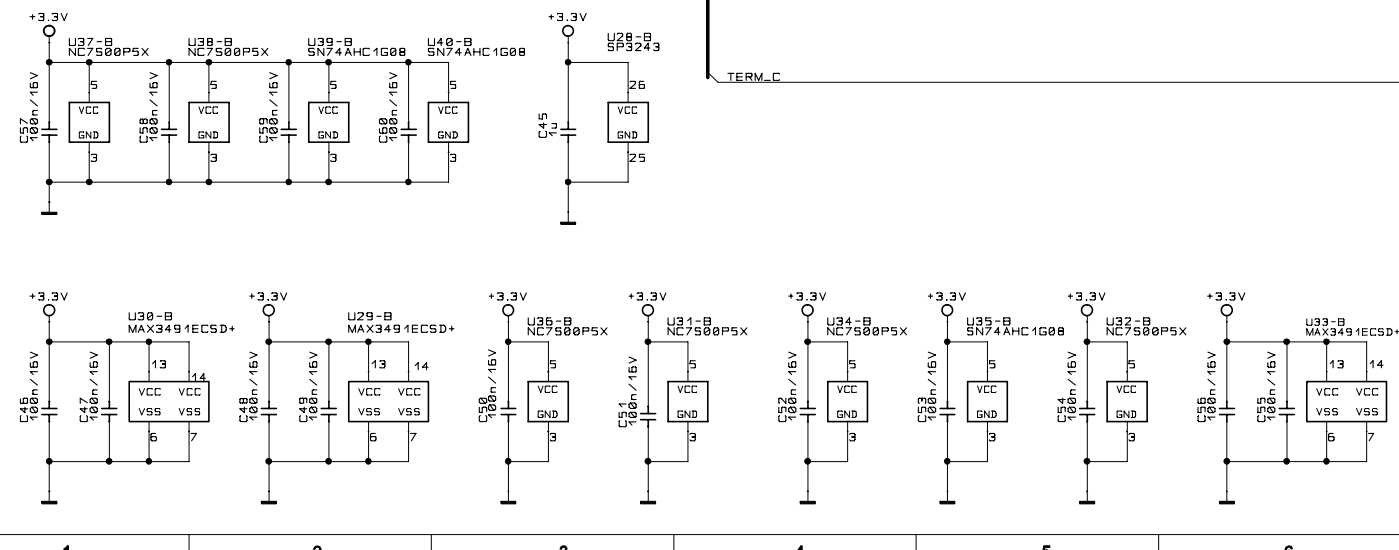 +3.3V
U37-B
NC7S00P5X
U38-B
NC7S00P5X
U39-B
SN74AHC1G08
U40-B
SN74AHC1G08
C57
100n/16V
5
VCC
GND
3
C58
100n/16V
5
VCC
GND
3
C59
100n/16V
5
VCC
GND
3
C60
100n/16V
5
VCC
GND
3
+3.3V
U28-B
SP3243
C45
1u
26
VCC
GND
25
TERM_C
+3.3V
U30-B
MAX3491ECSD+
C46
100n/16V
C47
100n/16V
13
14
VCC VCC
VSS VSS
6
7
+3.3V
U29-B
MAX3491ECSD+
C48
100n/16V
C49
100n/16V
13
14
VCC VCC
VSS VSS
6
7
+3.3V
U36-B
NC7S00P5X
C50
100n/16V
5
VCC
GND
3
+3.3V
U31-B
NC7S00P5X
C51
100n/16V
5
VCC
GND
3
+3.3V
U34-B
NC7S00P5X
C52
100n/16V
5
VCC
GND
3
+3.3V
U35-B
SN74AHC1G08
C53
100n/16V
5
VCC
GND
3
+3.3V
U32-B
NC7S00P5X
C54
100n/16V
5
VCC
GND
3
+3.3V
U33-B
MAX3491ECSD+
C56
100n/16V
C55
100n/16V
13
14
VCC VCC
VSS VSS
6
7
1
2
3
4
5
6